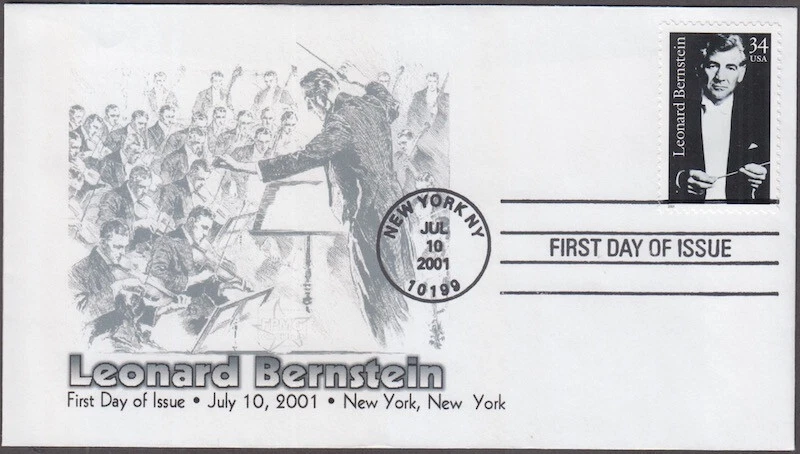 34
USA
Leonard Bernstein
NEW YORK NY
JUL
10
2001
10199
FIRST DAY OF ISSUE
Leonard Bernstein
First Day of Issue • July 10, 2001 • New York, New York